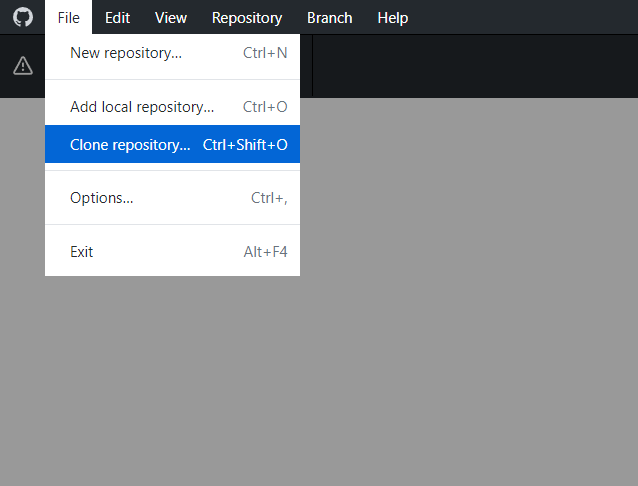 File Edit View Repository Branch Help
New repository... Ctrl+N
Add local repository... Ctrl+O
Clone repository... Ctrl+Shift+O
Options... Ctrl+,
Exit Alt+F4